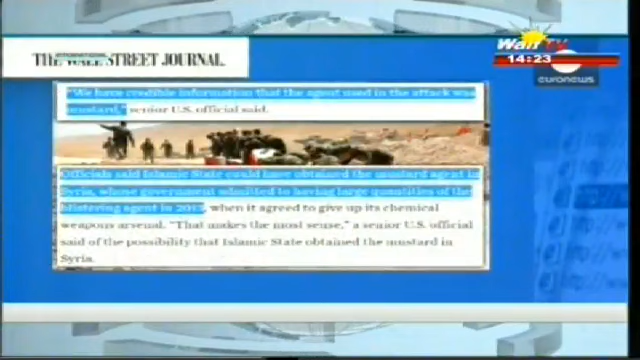 THE WALL STREET JOURNAL.
14:23
euronews
"We have credible information that the agent used in the attack was
mustard," senior U.S. official said.
Officials said Islamic State could have obtained the mustard agent in
Syria, whose government admitted to having large quantities of the
blistering agent in 2013, when it agreed to give up its chemical
weapons arsenal. "That makes the most sense," a senior U.S. official
said of the possibility that Islamic State obtained the mustard in
Syria.